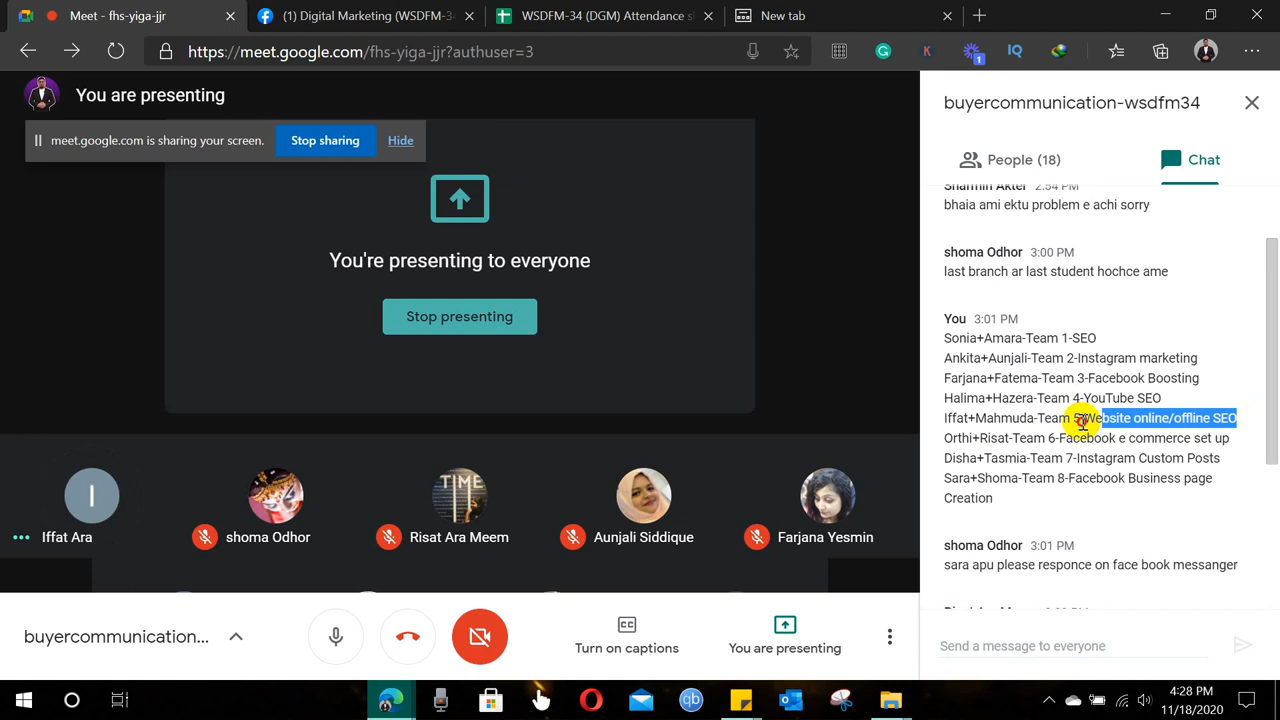 Meet - fhs-yiga-jjr
(1) Digital Marketing (WSDFM-34
WSDFM-34 (DGM) Attendance s
New tab
https://meet.google.com/fhs-yiga-jjr?authuser=3
You are presenting
meet.google.com is sharing your screen.
Stop sharing
Hide
You're presenting to everyone
Stop presenting
TIME
Iffat Ara
shoma Odhor
Risat Ara Meem
Aunjali Siddique
Farjana Yesmin
buyercommunication...
Turn on captions
You are presenting
buyercommunication-wsdfm34
People (18)
Chat
Sharmin Akter 2:54 PM
bhaia ami ektu problem e achi sorry
shoma Odhor 3:00 PM
last branch ar last student hochce ame
You 3:01 PM
Sonia+Amara-Team 1-SEO
Ankita+Aunjali-Team 2-Instagram marketing
Farjana+Fatema-Team 3-Facebook Boosting
Halima+Hazera-Team 4-YouTube SEO
Iffat+Mahmuda-Team 5-Website online/offline SEO
Orthi+Risat-Team 6-Facebook e commerce set up
Disha+Tasmia-Team 7-Instagram Custom Posts
Sara+Shoma-Team 8-Facebook Business page
Creation
shoma Odhor 3:01 PM
sara apu please responce on face book messanger
Send a message to everyone
4:28 PM
11/18/2020